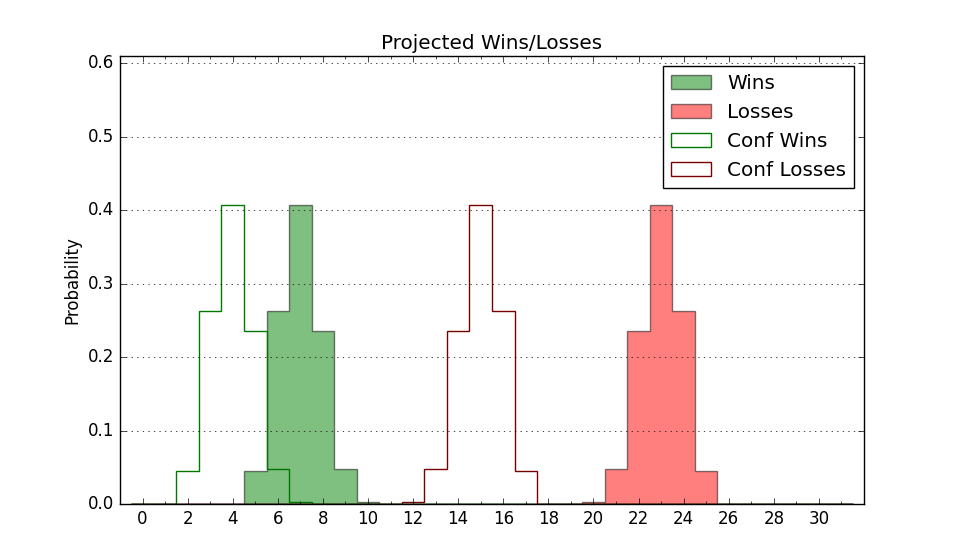 Projected Wins/Losses
0.6
0.5
0.4
0.3
0.2
0.1
0.0
Probability
Wins
Losses
Conf Wins
Conf Losses
0 2 4 6 8 10 12 14 16 18 20 22 24 26 28 30